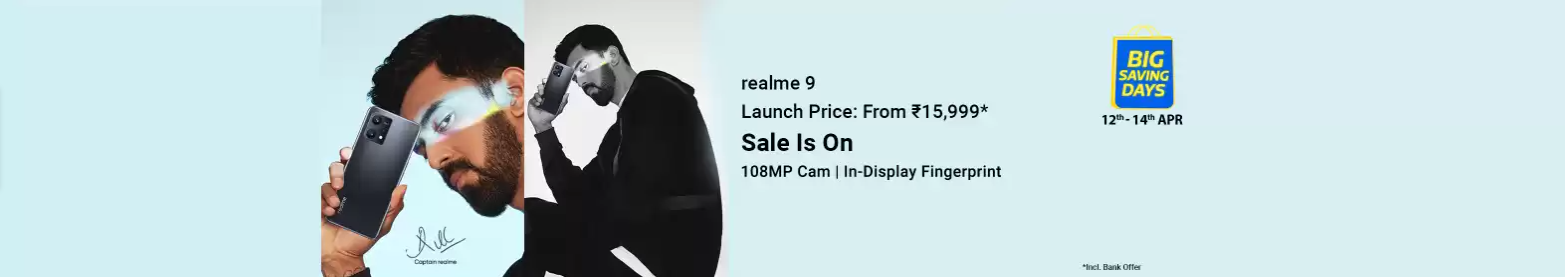 realme
Captain realme
realme 9
Launch Price: From ₹15,999*
Sale Is On
108MP Cam | In-Display Fingerprint
BIG
SAVING
DAYS
12th - 14th APR
*Incl. Bank Offer